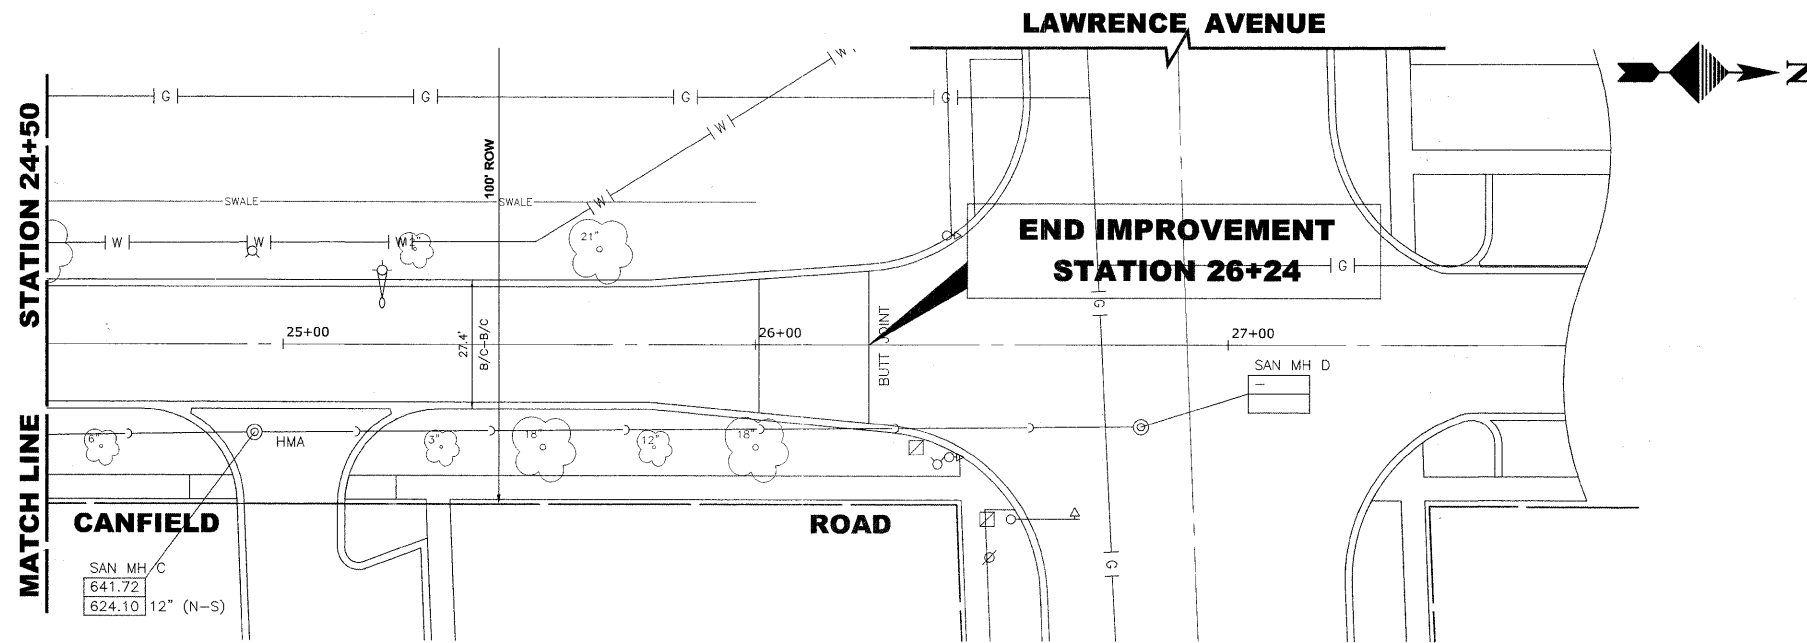 LAWRENCE AVENUE
N
MATCH LINE STATION 24+50
G
G
G
G
W
W
100' ROW
SWALE
SWALE
W
W
W
W
12"
21"
END IMPROVEMENT
STATION 26+24
G
G
25+00
26+00
27+00
27.4'
B/C-B/C
BUTT JOINT
SAN MH D
–
6"
HMA
3"
18"
12"
18"
CANFIELD
ROAD
G
SAN MH C
641.72
624.10 12" (N-S)